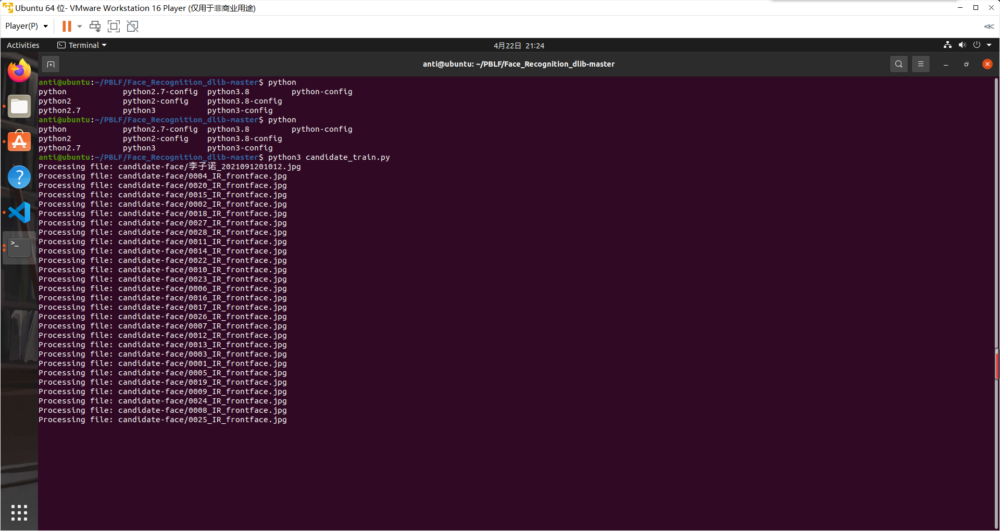 Ubuntu 64 位- VMware Workstation 16 Player (仅用于非商业用途)
Player(P)
Activities Terminal 4月22日 21:24
anti@ubuntu: ~/PBLF/Face_Recognition_dlib-master
anti@ubuntu:~/PBLF/Face_Recognition_dlib-master$ python
python python2.7-config python3.8 python-config
python2 python2-config python3.8-config
python2.7 python3 python3-config
anti@ubuntu:~/PBLF/Face_Recognition_dlib-master$ python
python python2.7-config python3.8 python-config
python2 python2-config python3.8-config
python2.7 python3 python3-config
anti@ubuntu:~/PBLF/Face_Recognition_dlib-master$ python3 candidate_train.py
Processing file: candidate-face/李子诺_2021091201012.jpg
Processing file: candidate-face/0004_IR_frontface.jpg
Processing file: candidate-face/0020_IR_frontface.jpg
Processing file: candidate-face/0015_IR_frontface.jpg
Processing file: candidate-face/0002_IR_frontface.jpg
Processing file: candidate-face/0018_IR_frontface.jpg
Processing file: candidate-face/0027_IR_frontface.jpg
Processing file: candidate-face/0028_IR_frontface.jpg
Processing file: candidate-face/0011_IR_frontface.jpg
Processing file: candidate-face/0014_IR_frontface.jpg
Processing file: candidate-face/0022_IR_frontface.jpg
Processing file: candidate-face/0010_IR_frontface.jpg
Processing file: candidate-face/0023_IR_frontface.jpg
Processing file: candidate-face/0006_IR_frontface.jpg
Processing file: candidate-face/0016_IR_frontface.jpg
Processing file: candidate-face/0017_IR_frontface.jpg
Processing file: candidate-face/0026_IR_frontface.jpg
Processing file: candidate-face/0007_IR_frontface.jpg
Processing file: candidate-face/0012_IR_frontface.jpg
Processing file: candidate-face/0013_IR_frontface.jpg
Processing file: candidate-face/0003_IR_frontface.jpg
Processing file: candidate-face/0001_IR_frontface.jpg
Processing file: candidate-face/0005_IR_frontface.jpg
Processing file: candidate-face/0019_IR_frontface.jpg
Processing file: candidate-face/0009_IR_frontface.jpg
Processing file: candidate-face/0024_IR_frontface.jpg
Processing file: candidate-face/0008_IR_frontface.jpg
Processing file: candidate-face/0025_IR_frontface.jpg